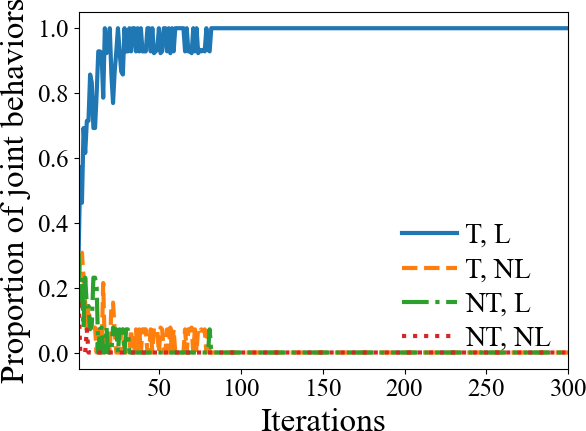 Proportion of joint behaviors
1.0
0.8
0.6
0.4
0.2
0.0
T, L
T, NL
NT, L
NT, NL
50 100 150 200 250 300
Iterations